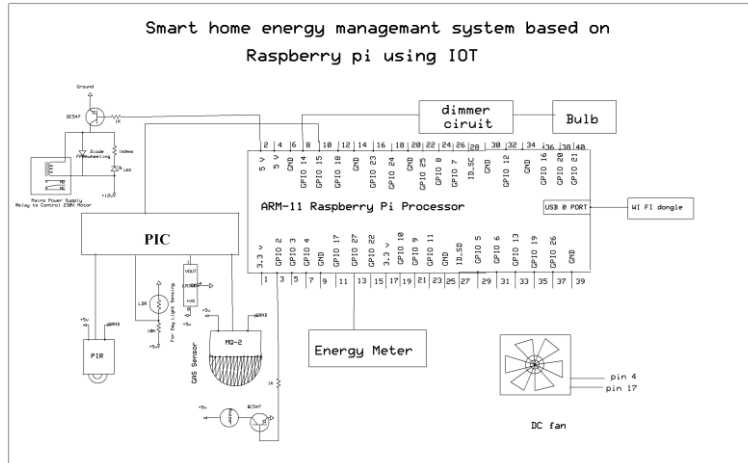 Smart home energy managemant system based on
Raspberry pi using IOT
Ground
BC547
1K
Diode
LED
+12v
Mains Power Supply
Relay to Control 230V Motor
dimmer
ciruit
Bulb
2 4 6 8 10 12 14 16 18 20 22 24 26 28 30 32 34 36 38 40
5 V
5 V
GND
GPIO 14
GPIO 15
GPIO 18
GND
GPIO 23
GPIO 24
GND
GPIO 25
GPIO 8
GPIO 7
ID_SC
GND
GPIO 12
GND
GPIO 16
GPIO 20
GPIO 21
ARM-11 Raspberry Pi Processor
USB 0 PORT
WI FI dongle
3.3 v
GPIO 2
GPIO 3
GPIO 4
GND
GPIO 17
GPIO 27
GPIO 22
3.3 v
GPIO 10
GPIO 9
GPIO 11
GND
ID_SD
GPIO 5
GPIO 6
GPIO 13
GPIO 19
GPIO 26
GND
1 3 5 7 9 11 13 15 17 19 21 23 25 27 29 31 33 35 37 39
PIC
VOUT
+VS
LDR
10K
+5v
For Day Light Sensing
+5v
+5v
PIR
+5v
MQ-2
GAS Sensor
1K
+5v
BC547
Energy Meter
pin 4
pin 17
DC fan